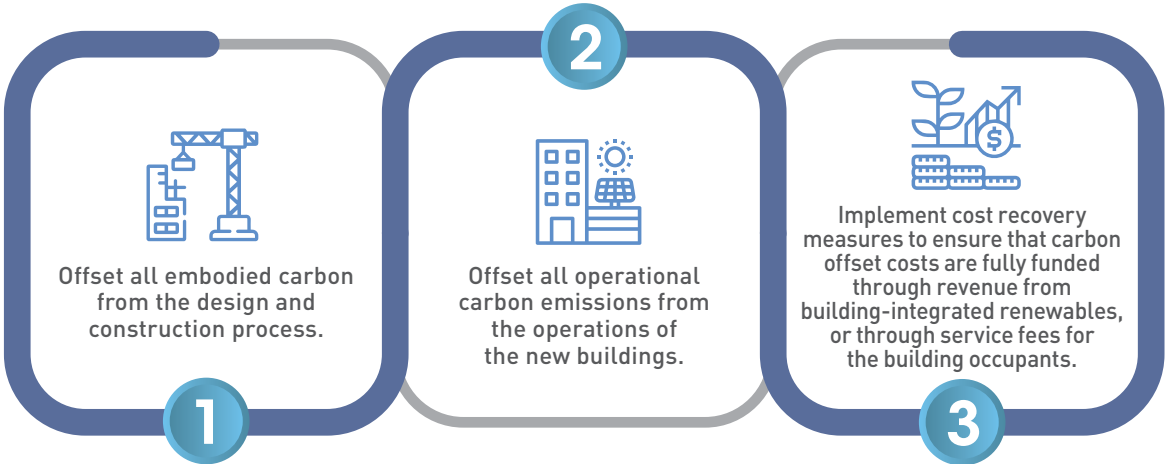 2
$
Offset all embodied carbon
from the design and
construction process.
1
Offset all operational
carbon emissions from
the operations of
the new buildings.
Implement cost recovery
measures to ensure that carbon
offset costs are fully funded
through revenue from
building-integrated renewables,
or through service fees for
the building occupants.
3